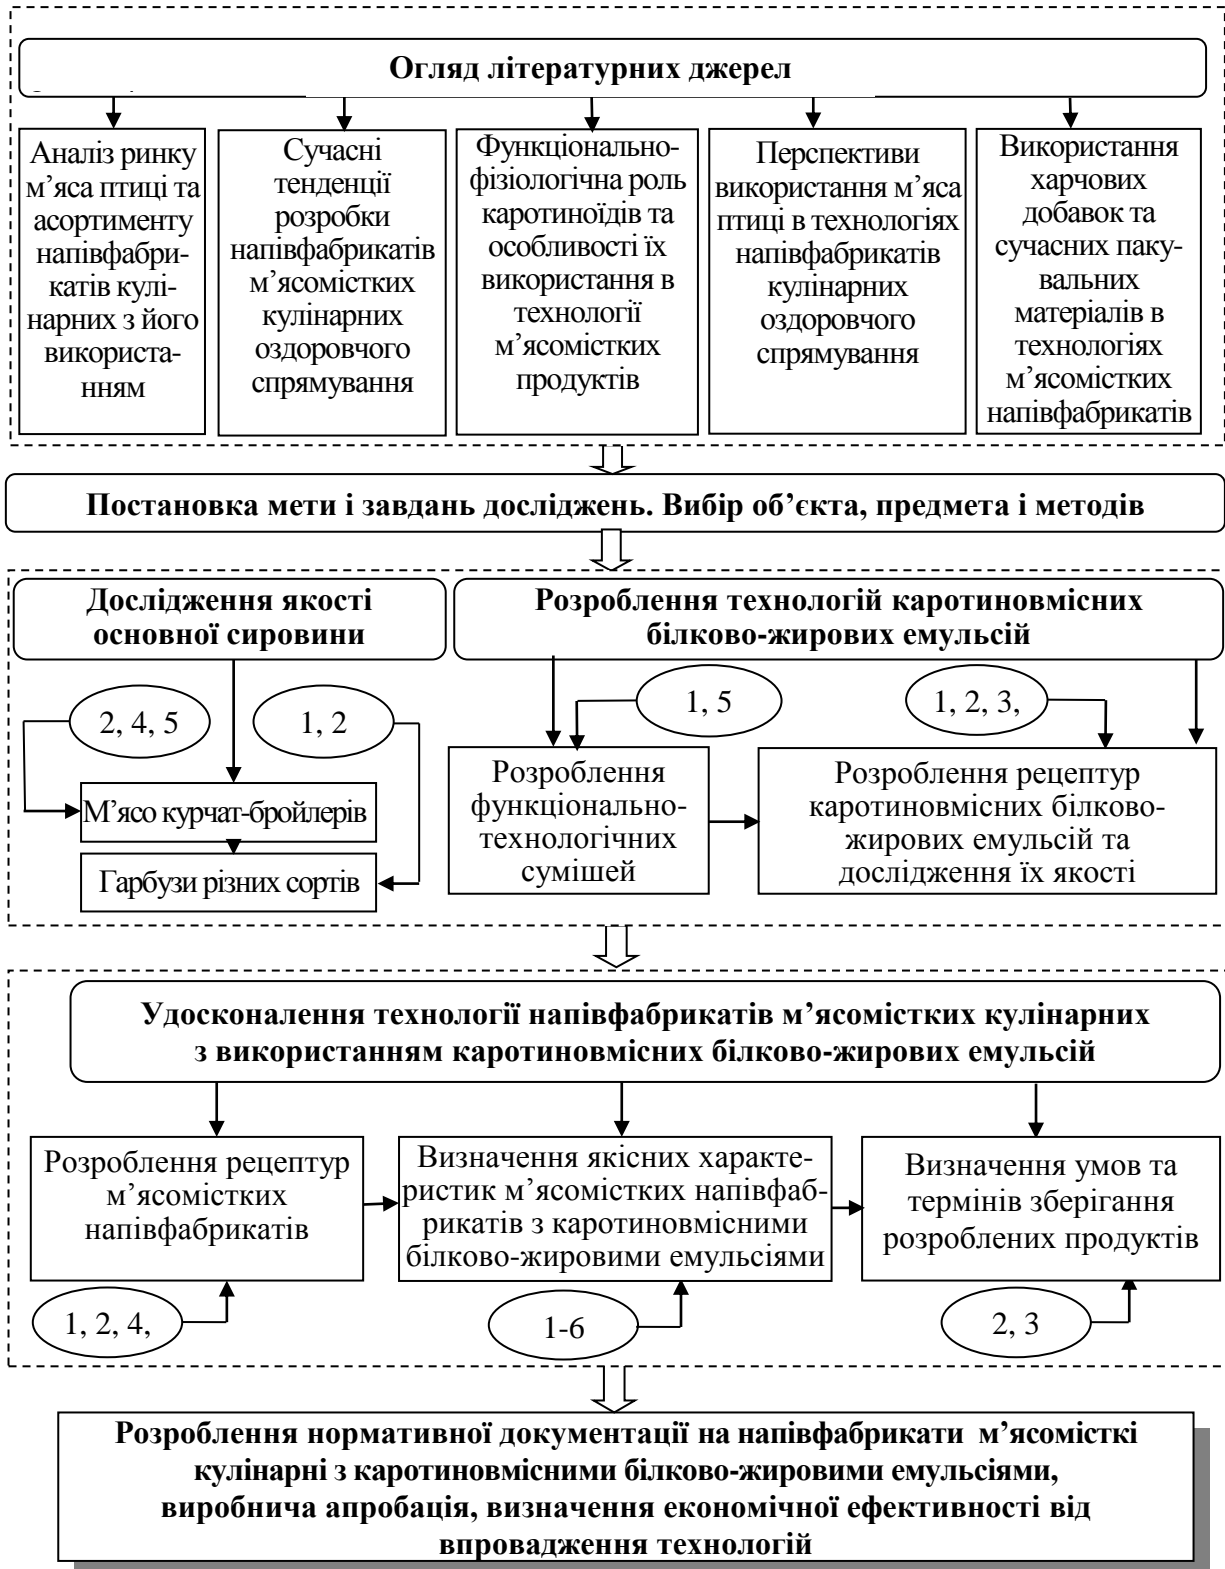 Огляд літературних джерел
Аналіз ринку
м’яса птиці та
асортименту
напівфабри-
катів кулі-
нарних з його
використа-
нням
Сучасні
тенденції
розробки
напівфабрикатів
м’ясомістких
кулінарних
оздоровчого
спрямування
Функціонально-
фізіологічна роль
каротиноїдів та
особливості їх
використання в
технології
м’ясомістких
продуктів
Перспективи
використання м’яса
птиці в технологіях
напівфабрикатів
кулінарних
оздоровчого
спрямування
Використання
харчових
добавок та
сучасних паку-
вальних
матеріалів в
технологіях
м’ясомістких
напівфабрикатів
Постановка мети і завдань досліджень. Вибір об’єкта, предмета і методів
Дослідження якості
основної сировини
Розроблення технологій каротиновмісних
білково-жирових емульсій
2, 4, 5
1, 2
1, 5
1, 2, 3,
М’ясо курчат-бройлерів
Гарбузи різних сортів
Розроблення
функціонально-
технологічних
сумішей
Розроблення рецептур
каротиновмісних білково-
жирових емульсій та
дослідження їх якості
Удосконалення технології напівфабрикатів м’ясомістких кулінарних
з використанням каротиновмісних білково-жирових емульсій
Розроблення рецептур
м’ясомістких
напівфабрикатів
Визначення якісних характе-
ристик м’ясомістких напівфаб-
рикатів з каротиновмісними
білково-жировими емульсіями
Визначення умов та
термінів зберігання
розроблених продуктів
1, 2, 4,
1-6
2, 3
Розроблення нормативної документації на напівфабрикати м’ясомісткі
кулінарні з каротиновмісними білково-жировими емульсіями,
виробнича апробація, визначення економічної ефективності від
впровадження технологій